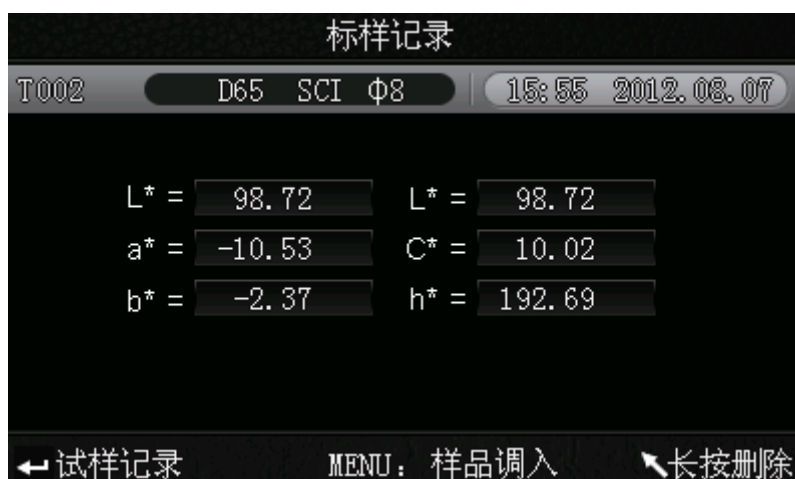 标样记录
T002 D65 SCI Φ8 15:55 2012.08.07
L* = 98.72 L* = 98.72
a* = -10.53 C* = 10.02
b* = -2.37 h* = 192.69
试样记录 MENU: 样品调入 长按删除